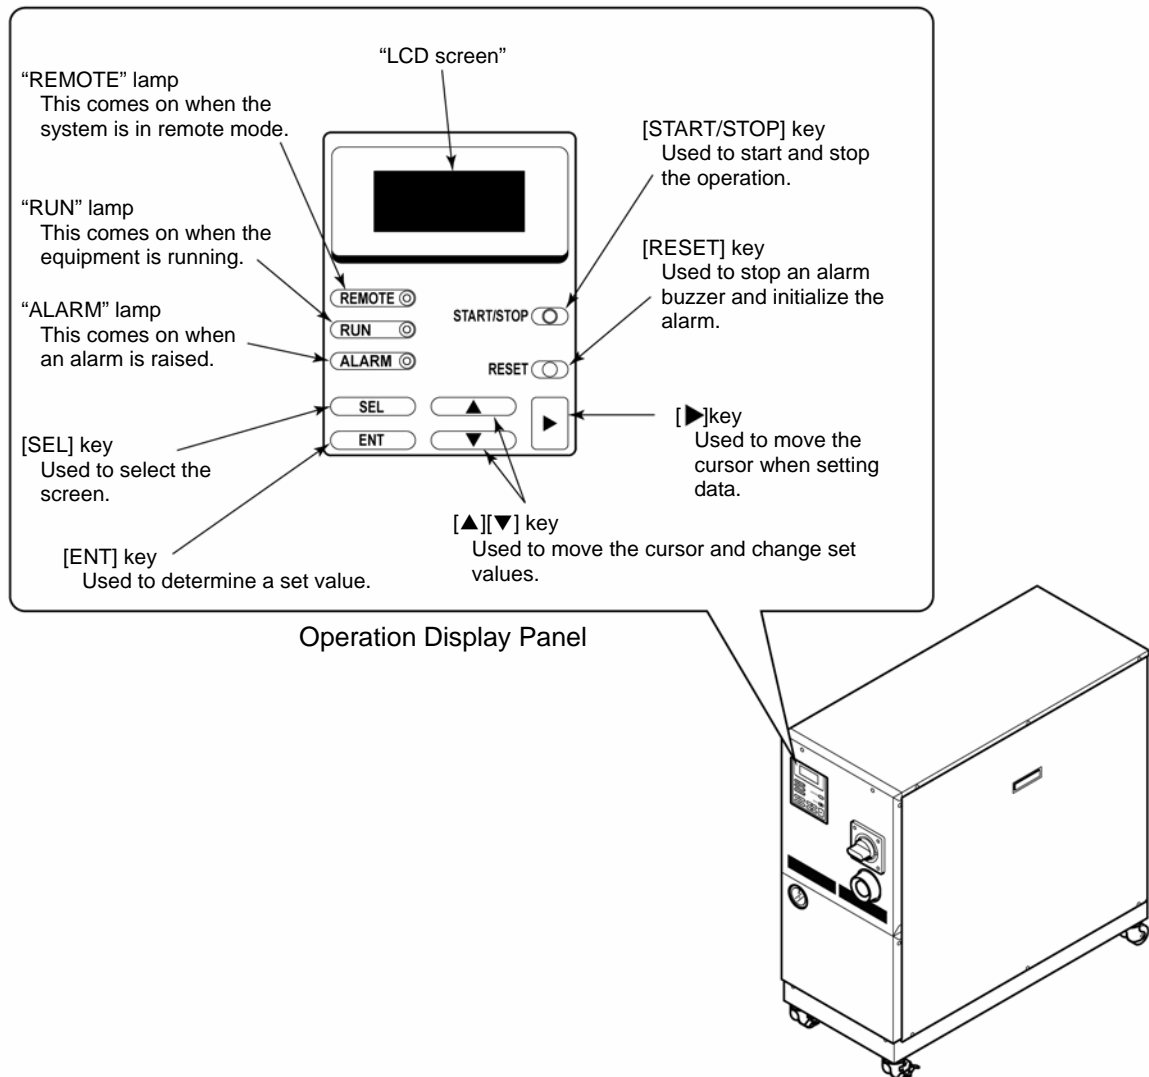 “LCD screen”
“REMOTE” lamp
This comes on when the
system is in remote mode.
“RUN” lamp
This comes on when the
equipment is running.
“ALARM” lamp
This comes on when
an alarm is raised.
[SEL] key
Used to select the
screen.
[ENT] key
Used to determine a set value.
REMOTE
RUN
ALARM
START/STOP
RESET
SEL
▲
▶
ENT
▼
[START/STOP] key
Used to start and stop
the operation.
[RESET] key
Used to stop an alarm
buzzer and initialize the
alarm.
[▶]key
Used to move the
cursor when setting
data.
[▲][▼] key
Used to move the cursor and change set
values.
Operation Display Panel